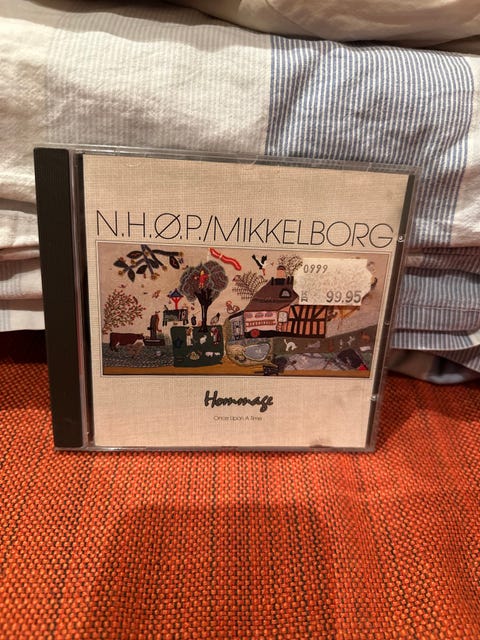 N.H.Ø.P./MIKKELBORG
0999
99.95
Hommage
Once Upon A Time